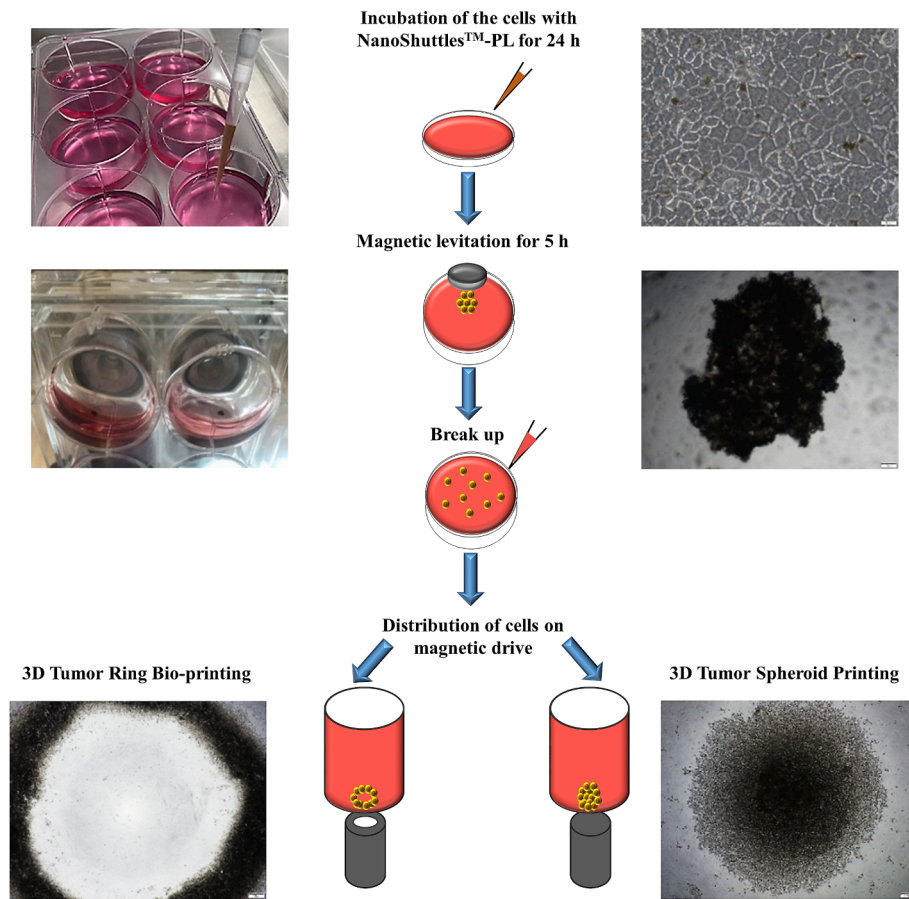 Incubation of the cells with
NanoShuttles™-PL for 24 h
Magnetic levitation for 5 h
Break up
Distribution of cells on
magnetic drive
3D Tumor Ring Bio-printing
3D Tumor Spheroid Printing